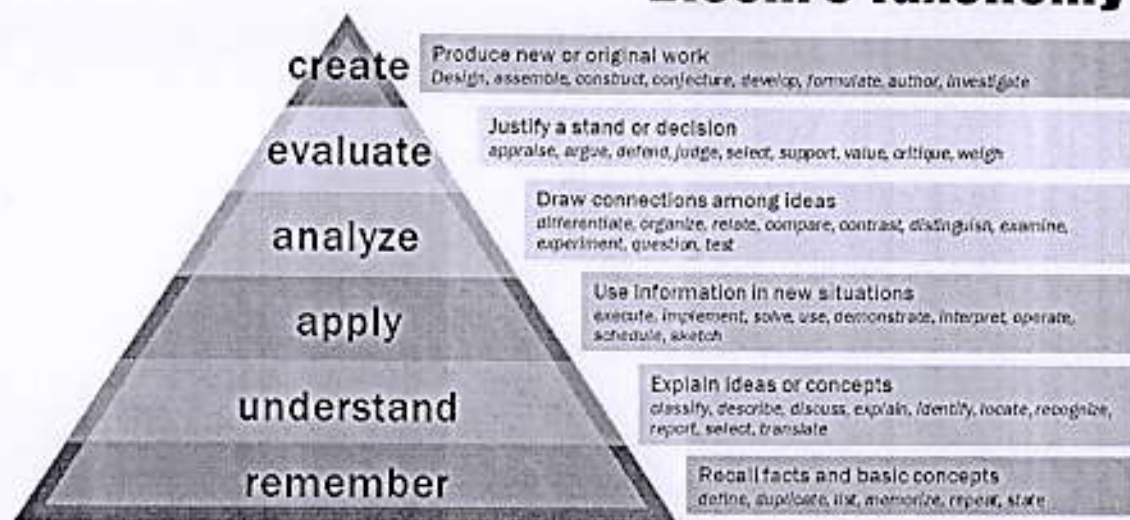 Bloom's Taxonomy
create
Produce new or original work
Design, assemble, construct, conjecture, develop, formulate, author, investigate
evaluate
Justify a stand or decision
appraise, argue, defend, judge, select, support, value, critique, weigh
analyze
Draw connections among ideas
differentiate, organize, relate, compare, contrast, distinguish, examine,
experiment, question, test
apply
Use information in new situations
execute, implement, solve, use, demonstrate, interpret, operate,
schedule, sketch
understand
Explain ideas or concepts
classify, describe, discuss, explain, identify, locate, recognize,
report, select, translate
remember
Recall facts and basic concepts
define, duplicate, list, memorize, repeat, state